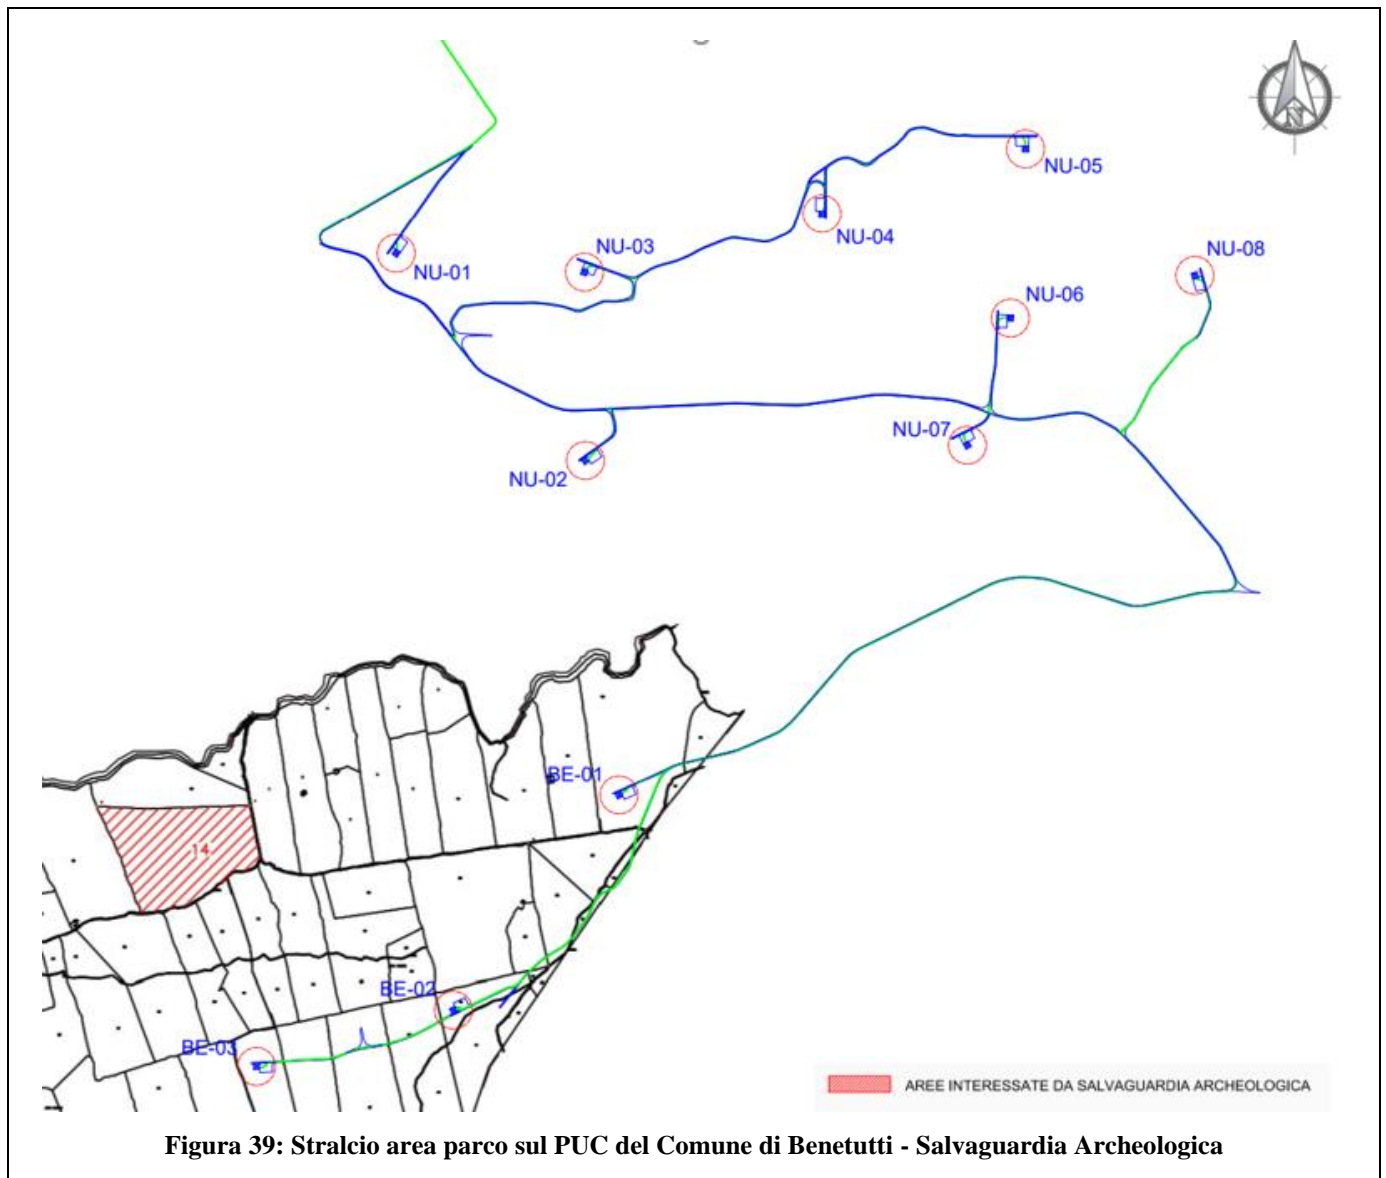 N
NU-05
NU-04
NU-03
NU-01
NU-08
NU-06
NU-07
NU-02
BE-01
14
BE-02
BE-03
AREE INTERESSATE DA SALVAGUARDIA ARCHEOLOGICA
Figura 39: Stralcio area parco sul PUC del Comune di Benetutti - Salvaguardia Archeologica